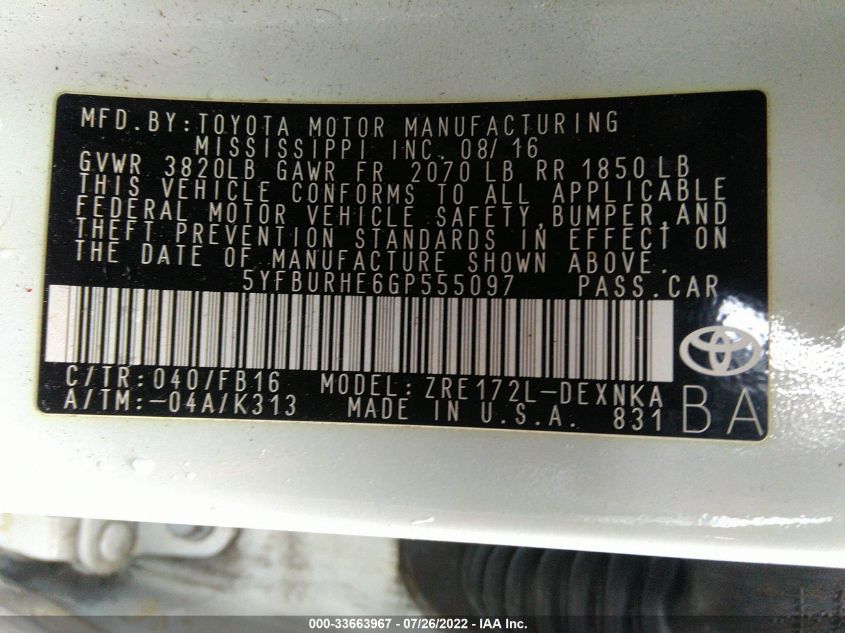 MFD.BY:TOYOTA MOTOR MANUFACTURING
MISSISSIPPI INC. 08/16
GVWR 3820LB GAWR FR 2070 LB RR 1850 LB
THIS VEHICLE CONFORMS TO ALL APPLICABLE
FEDERAL MOTOR VEHICLE SAFETY,BUMPER,AND
THEFT PREVENTION STANDARDS IN EFFECT ON
THE DATE OF MANUFACTURE SHOWN ABOVE.
5YFBURHE6GP555097 PASS.CAR
C/TR:040/FB16 MODEL:ZRE172L-DEXNKA
A/TM:-04A/K313 MADE IN U.S.A. 831
BA
000-33663967 - 07/26/2022 - IAA Inc.